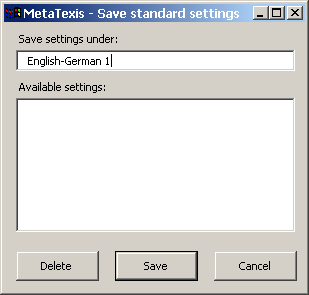 MetaTexis - Save standard settings
Save settings under:
English-German 1
Available settings:
Delete Save Cancel